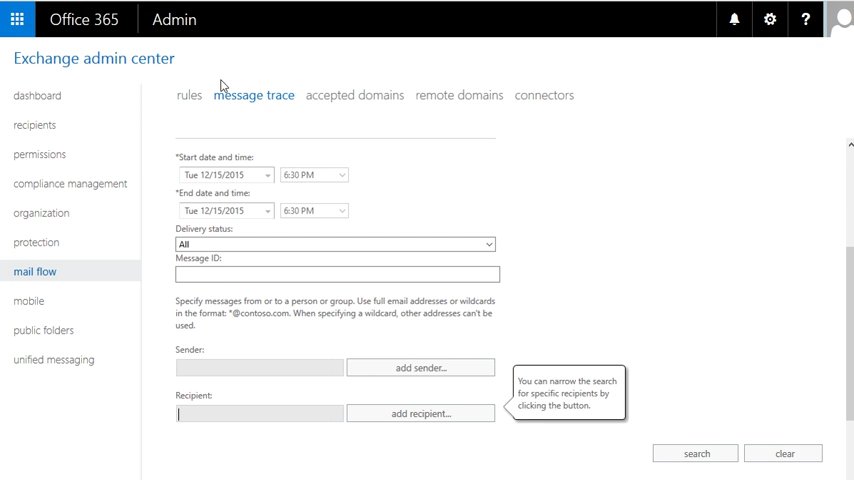 Office 365
Admin
?
Exchange admin center
dashboard
recipients
permissions
compliance management
organization
protection
mail flow
mobile
public folders
unified messaging
rules message trace accepted domains remote domains connectors
*Start date and time:
Tue 12/15/2015 6:30 PM
*End date and time:
Tue 12/15/2015 6:30 PM
Delivery status:
All
Message ID:
Specify messages from or to a person or group. Use full email addresses or wildcards
in the format: *@contoso.com. When specifying a wildcard, other addresses can't be
used.
Sender:
add sender...
Recipient:
add recipient...
You can narrow the search
for specific recipients by
clicking the button.
search clear